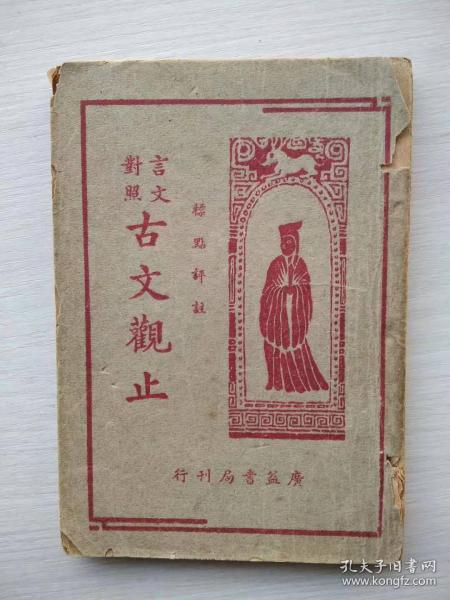 標點評註
言文
對照
古文觀止
廣益書局刊行
孔夫子旧书网
www.kongfz.com